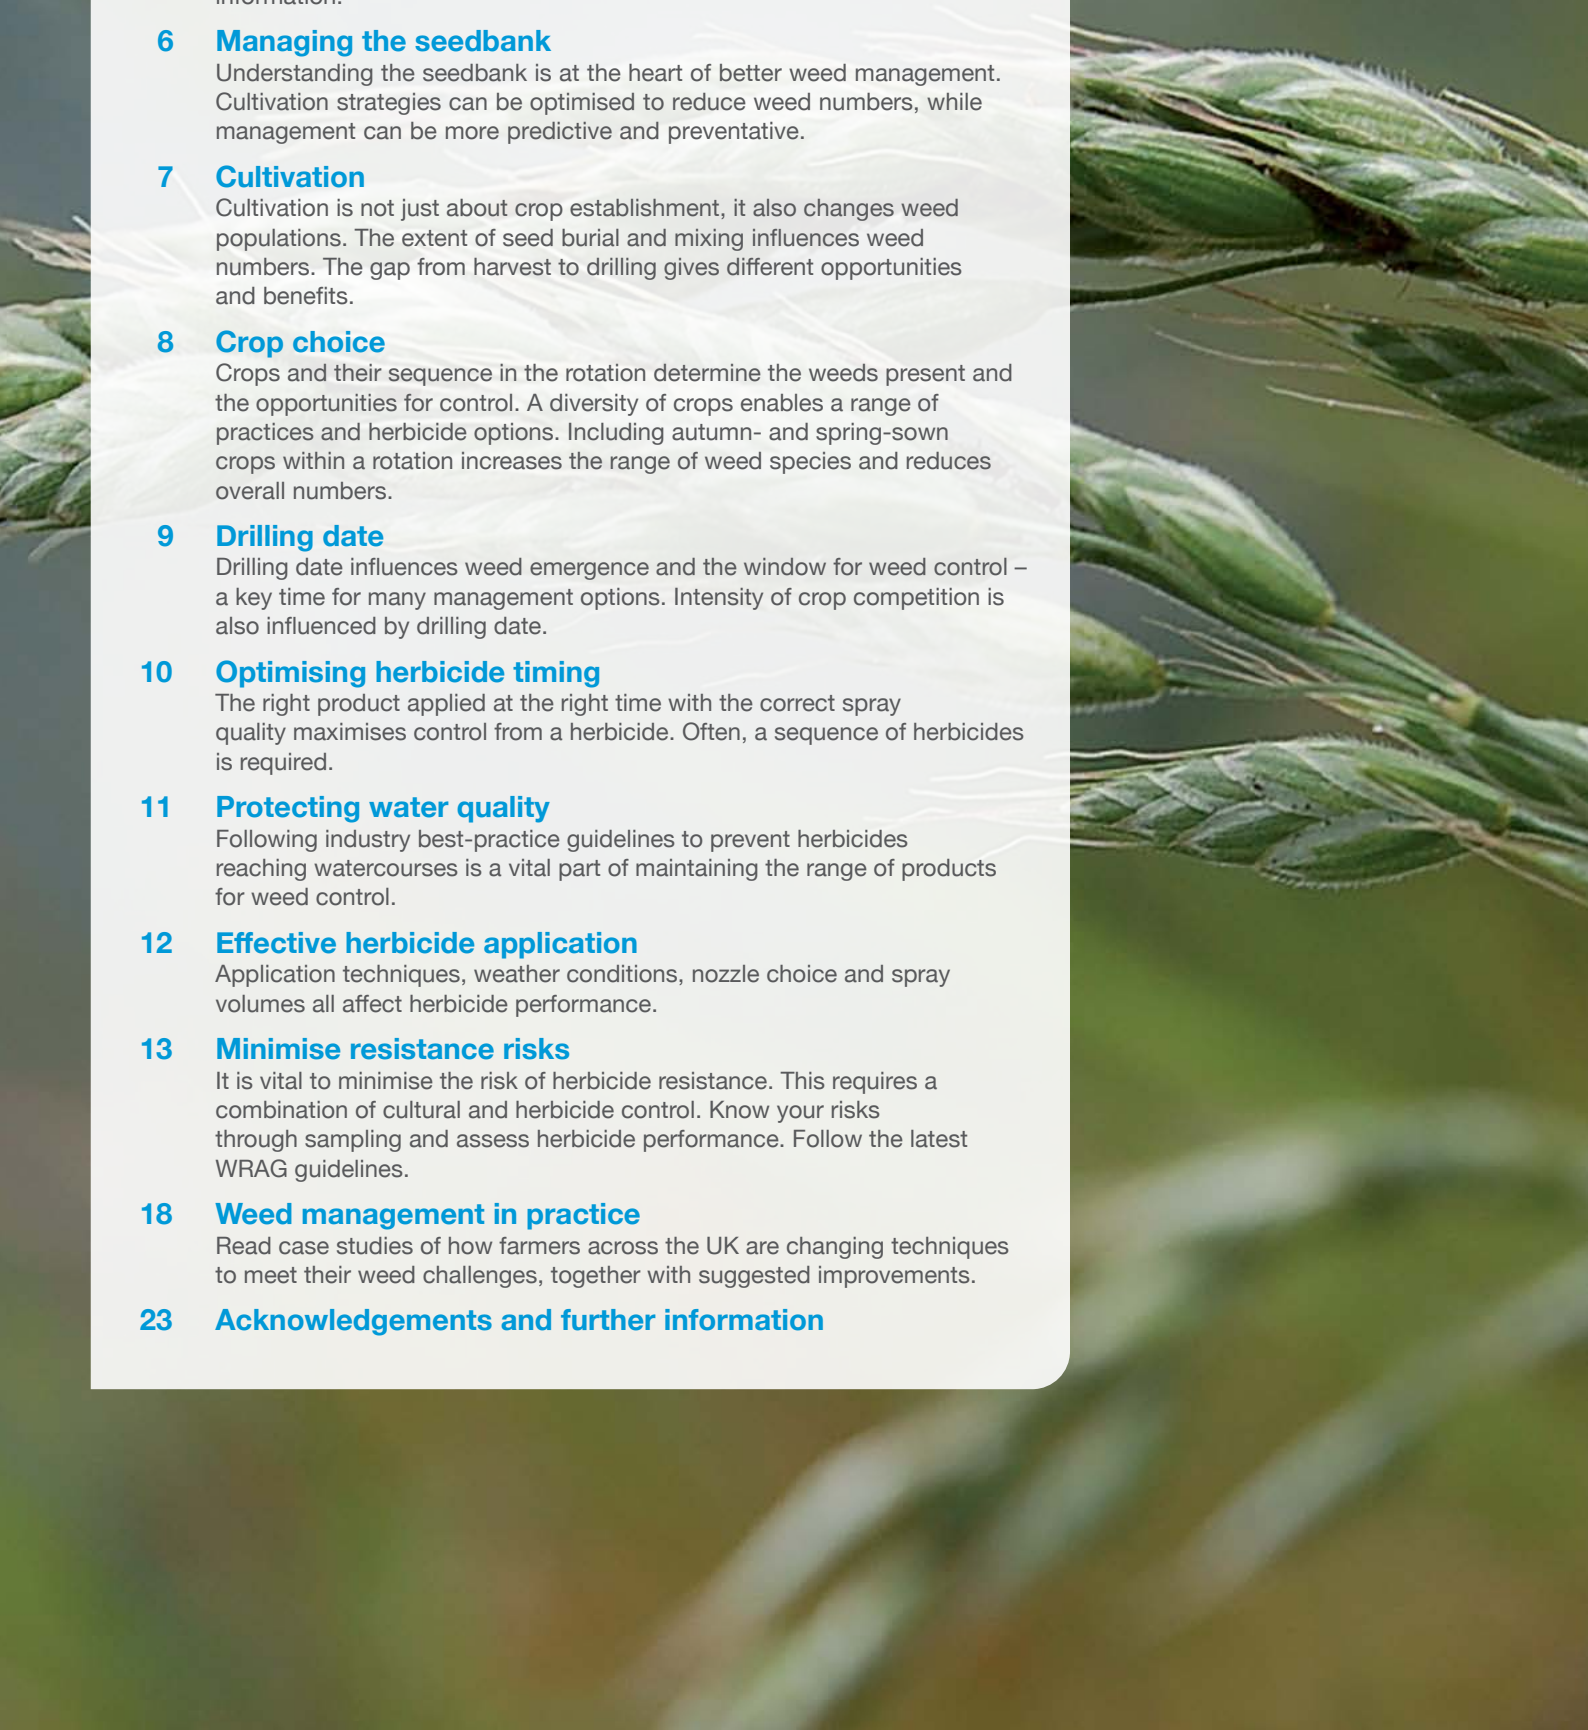 information.
6 Managing the seedbank
Understanding the seedbank is at the heart of better weed management.
Cultivation strategies can be optimised to reduce weed numbers, while
management can be more predictive and preventative.
7 Cultivation
Cultivation is not just about crop establishment, it also changes weed
populations. The extent of seed burial and mixing influences weed
numbers. The gap from harvest to drilling gives different opportunities
and benefits.
8 Crop choice
Crops and their sequence in the rotation determine the weeds present and
the opportunities for control. A diversity of crops enables a range of
practices and herbicide options. Including autumn- and spring-sown
crops within a rotation increases the range of weed species and reduces
overall numbers.
9 Drilling date
Drilling date influences weed emergence and the window for weed control –
a key time for many management options. Intensity of crop competition is
also influenced by drilling date.
10 Optimising herbicide timing
The right product applied at the right time with the correct spray
quality maximises control from a herbicide. Often, a sequence of herbicides
is required.
11 Protecting water quality
Following industry best-practice guidelines to prevent herbicides
reaching watercourses is a vital part of maintaining the range of products
for weed control.
12 Effective herbicide application
Application techniques, weather conditions, nozzle choice and spray
volumes all affect herbicide performance.
13 Minimise resistance risks
It is vital to minimise the risk of herbicide resistance. This requires a
combination of cultural and herbicide control. Know your risks
through sampling and assess herbicide performance. Follow the latest
WRAG guidelines.
18 Weed management in practice
Read case studies of how farmers across the UK are changing techniques
to meet their weed challenges, together with suggested improvements.
23 Acknowledgements and further information